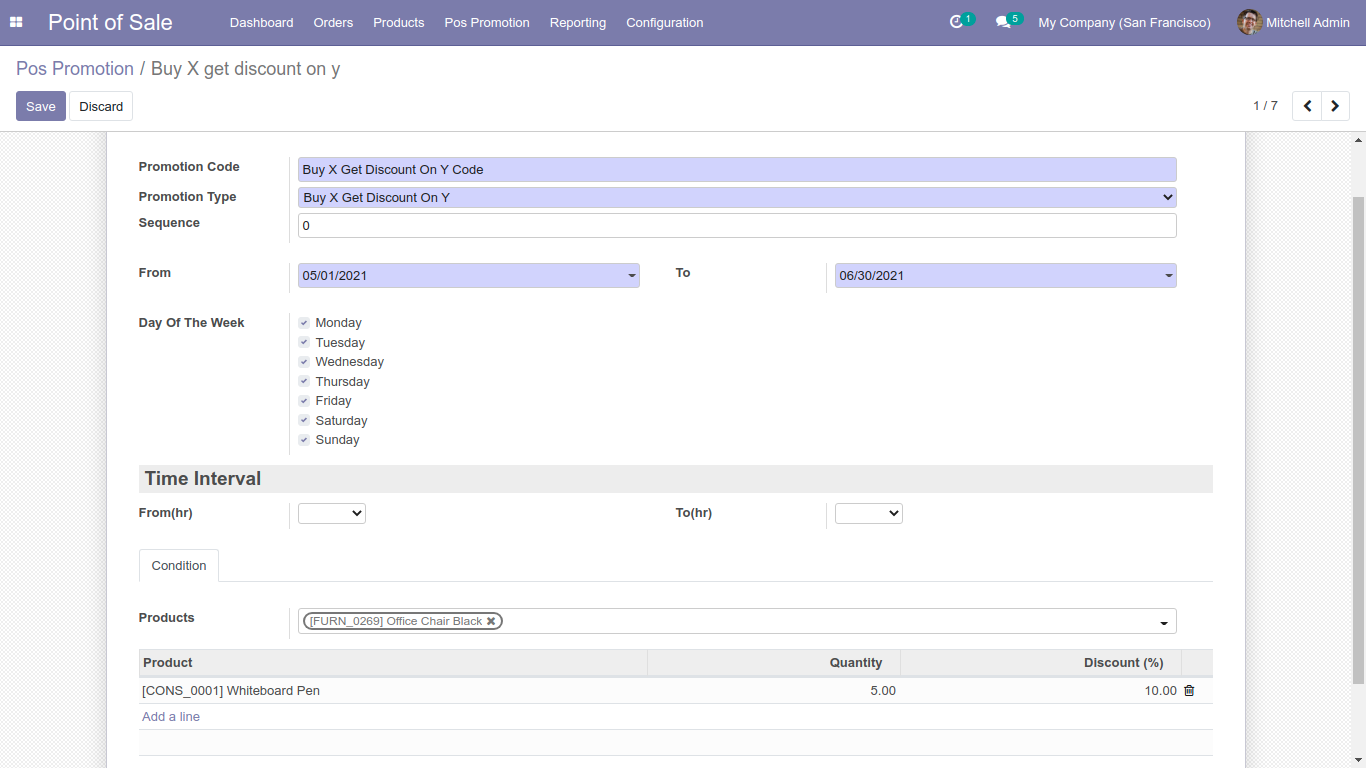 Point of Sale Dashboard Orders Products Pos Promotion Reporting Configuration 1 5 My Company (San Francisco) Mitchell Admin
Pos Promotion / Buy X get discount on y
Save Discard 1 / 7
Promotion Code Buy X Get Discount On Y Code
Promotion Type Buy X Get Discount On Y
Sequence 0
From 05/01/2021 To 06/30/2021
Day Of The Week Monday
Tuesday
Wednesday
Thursday
Friday
Saturday
Sunday
Time Interval
From(hr) To(hr)
Condition
Products [FURN_0269] Office Chair Black
Product Quantity Discount (%)
[CONS_0001] Whiteboard Pen 5.00 10.00
Add a line